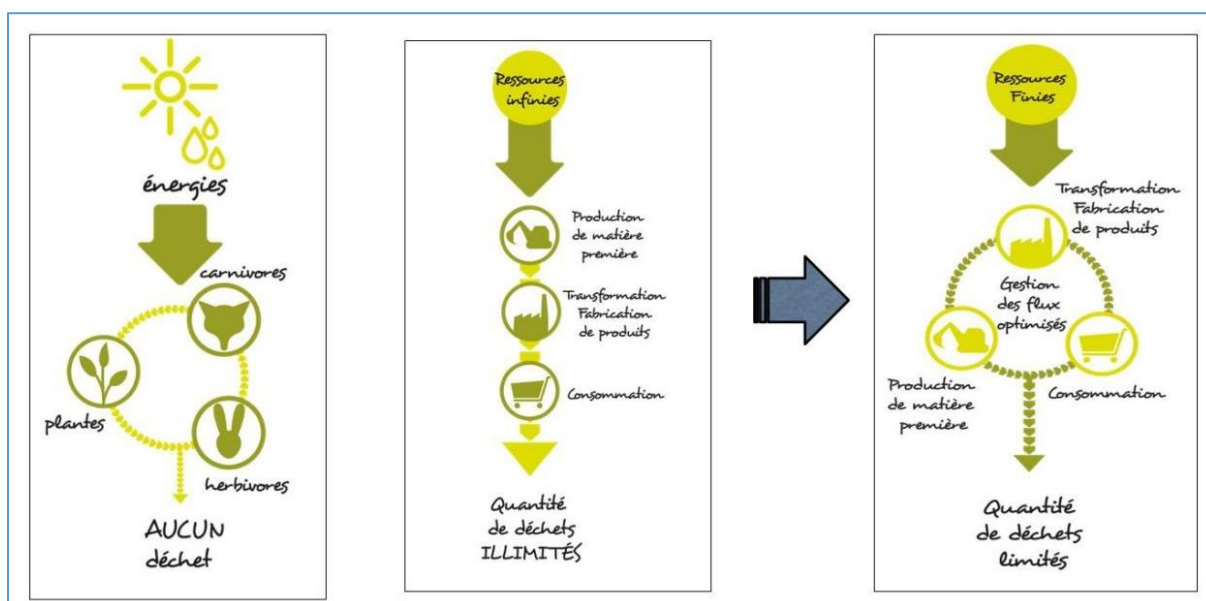 énergies
carnivores
plantes
herbivores
AUCUN
déchet
Ressources
infinies
Production
de matière
première
Transformation
Fabrication
de produits
Consommation
Quantité
de déchets
ILLIMITÉS
Ressources
Finies
Transformation
Fabrication
de produits
Gestion
des flux
optimisés
Production
de matière
première
Consommation
Quantité
de déchets
limités